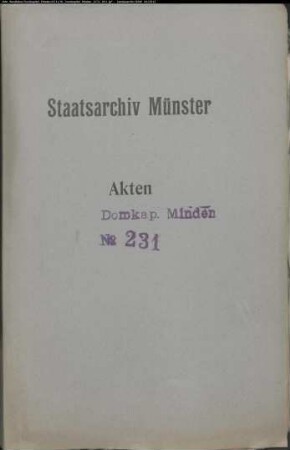 Staatsarchiv Münster
Akten
Domkap. Minden
№ 231